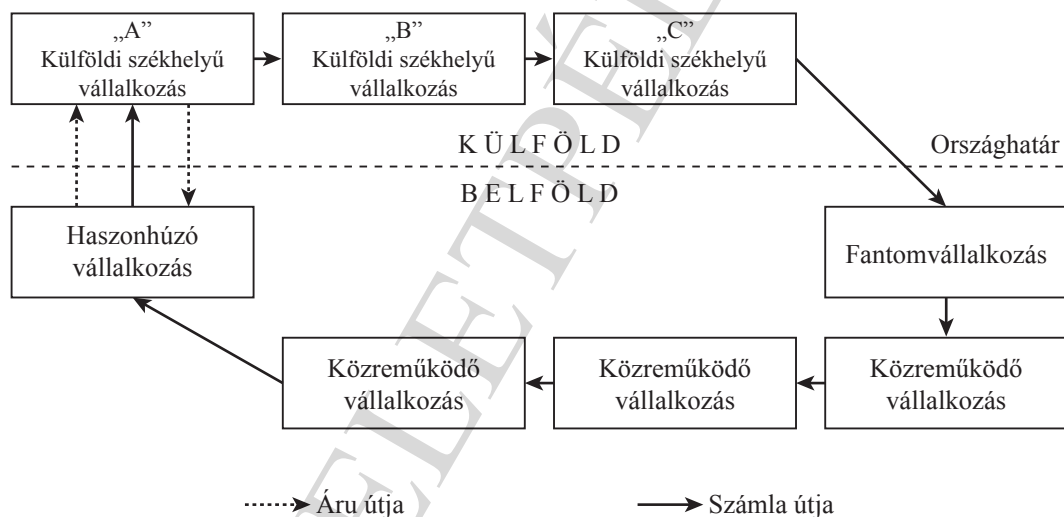 „A”
Külföldi székhelyű
vállalkozás
„B”
Külföldi székhelyű
vállalkozás
„C”
Külföldi székhelyű
vállalkozás
KÜLFÖLD
Országhatár
BELFÖLD
Haszonhúzó
vállalkozás
Fantomvállalkozás
Közreműködő
vállalkozás
Közreműködő
vállalkozás
Közreműködő
vállalkozás
Áru útja
Számla útja